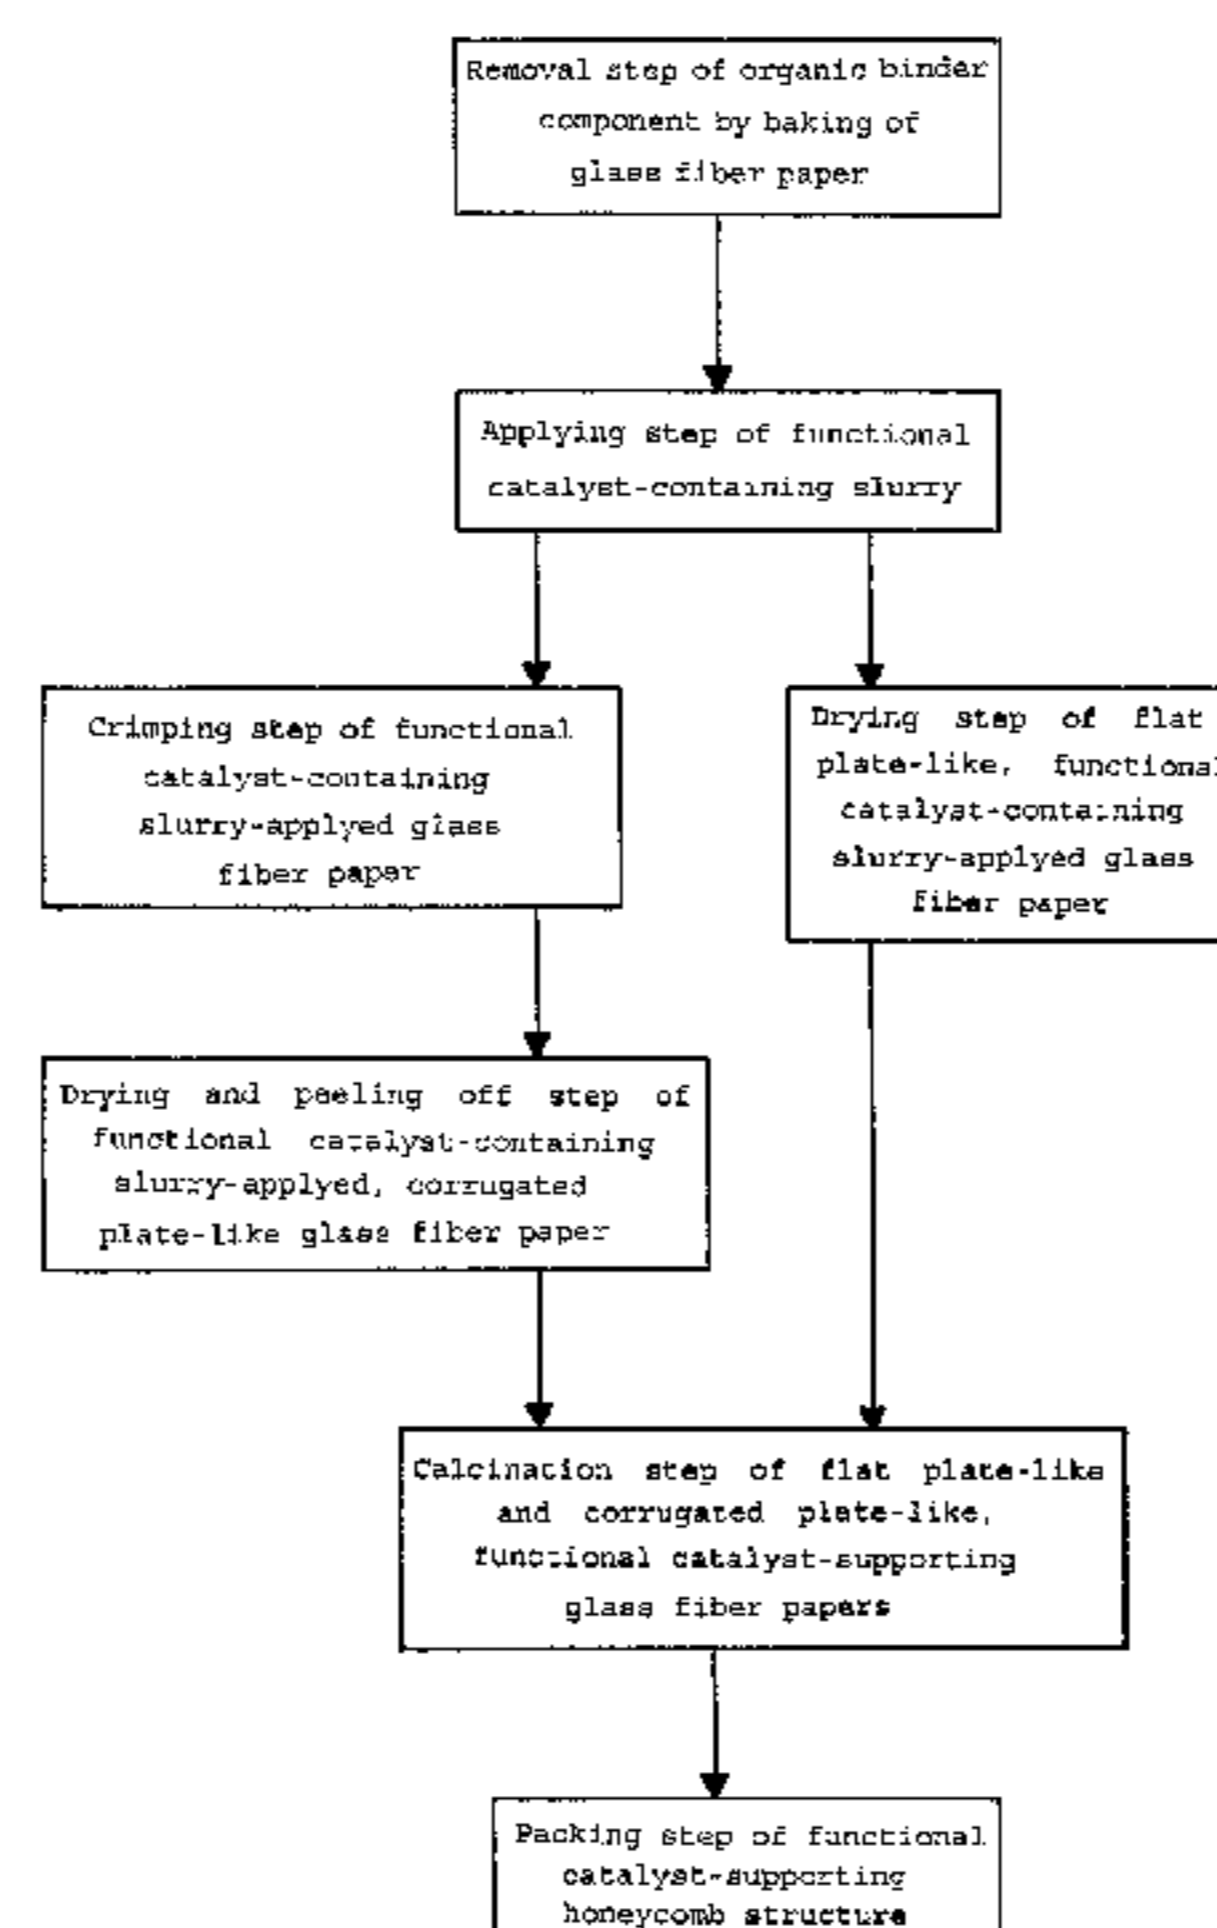 Removal step of organic binder
component by baking of
glass fiber paper
Applying step of functional
catalyst-containing slurry
Crimping step of functional
catalyst-containing
slurry-applyed glass
fiber paper
Drying step of flat
plate-like, functional
catalyst-containing
slurry-applyed glass
fiber paper
Drying and peeling off step of
functional catalyst-containing
slurry-applyed, corrugated
plate-like glass fiber paper
Calcination step of flat plate-like
and corrugated plate-like,
functional catalyst-supporting
glass fiber papers
Packing step of functional
catalyst-supporting
honeycomb structure